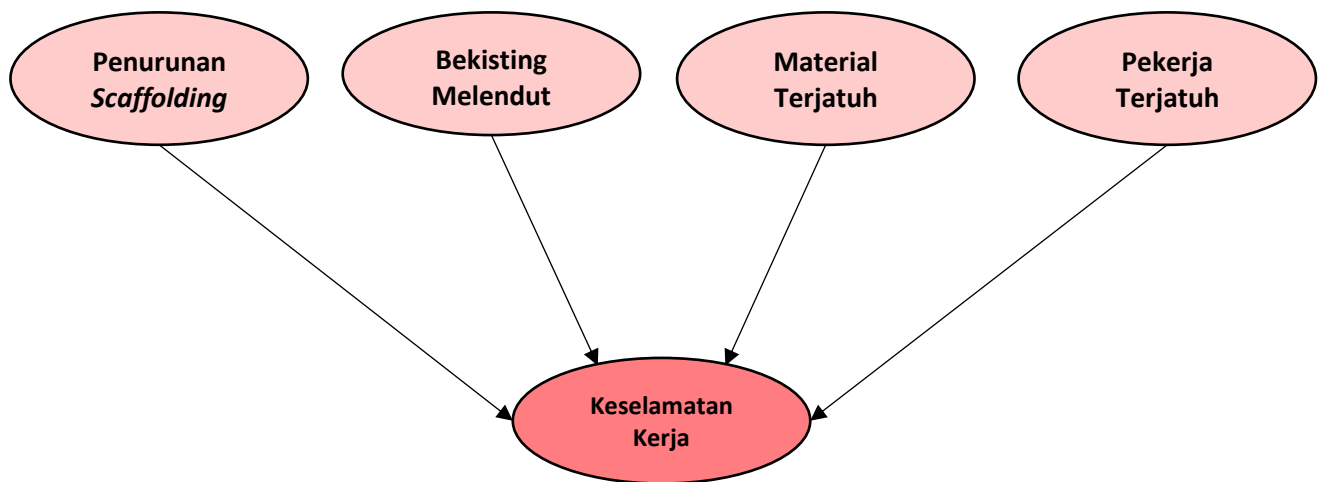 Penurunan
Scaffolding
Bekisting
Melendut
Material
Terjatuh
Pekerja
Terjatuh
Keselamatan
Kerja